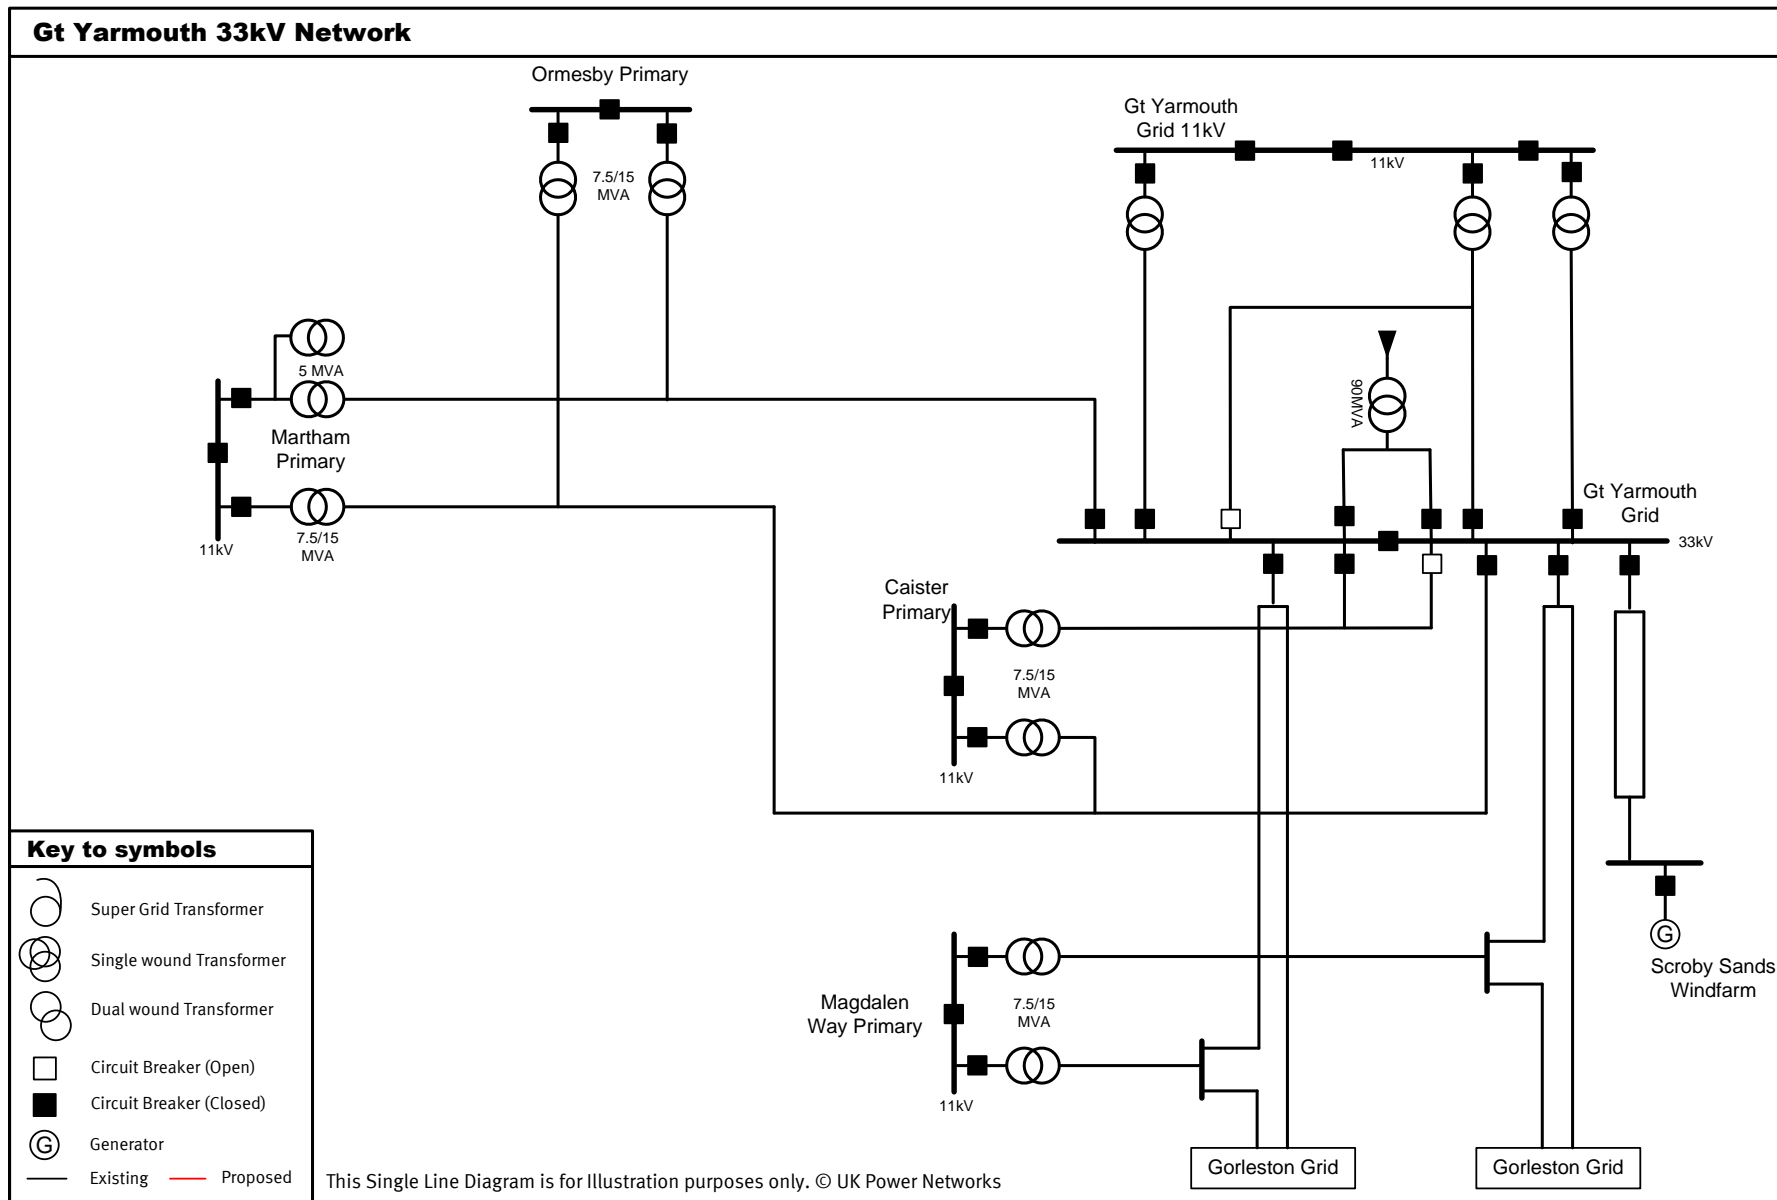 Gt Yarmouth 33kV Network
Ormesby Primary
7.5/15
MVA
Gt Yarmouth
Grid 11kV
11kV
5 MVA
Martham
Primary
7.5/15
MVA
11kV
90MVA
Gt Yarmouth
Grid
33kV
Caister
Primary
7.5/15
MVA
11kV
Magdalen
Way Primary
7.5/15
MVA
11kV
G
Scroby Sands
Windfarm
Gorleston Grid
Gorleston Grid
Key to symbols
Super Grid Transformer
Single wound Transformer
Dual wound Transformer
Circuit Breaker (Open)
Circuit Breaker (Closed)
G Generator
Existing Proposed
This Single Line Diagram is for Illustration purposes only. © UK Power Networks